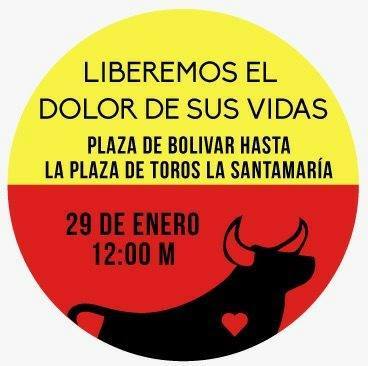 LIBEREMOS EL
DOLOR DE SUS VIDAS
PLAZA DE BOLIVAR HASTA
LA PLAZA DE TOROS LA SANTAMARÍA
29 DE ENERO
12:00 M